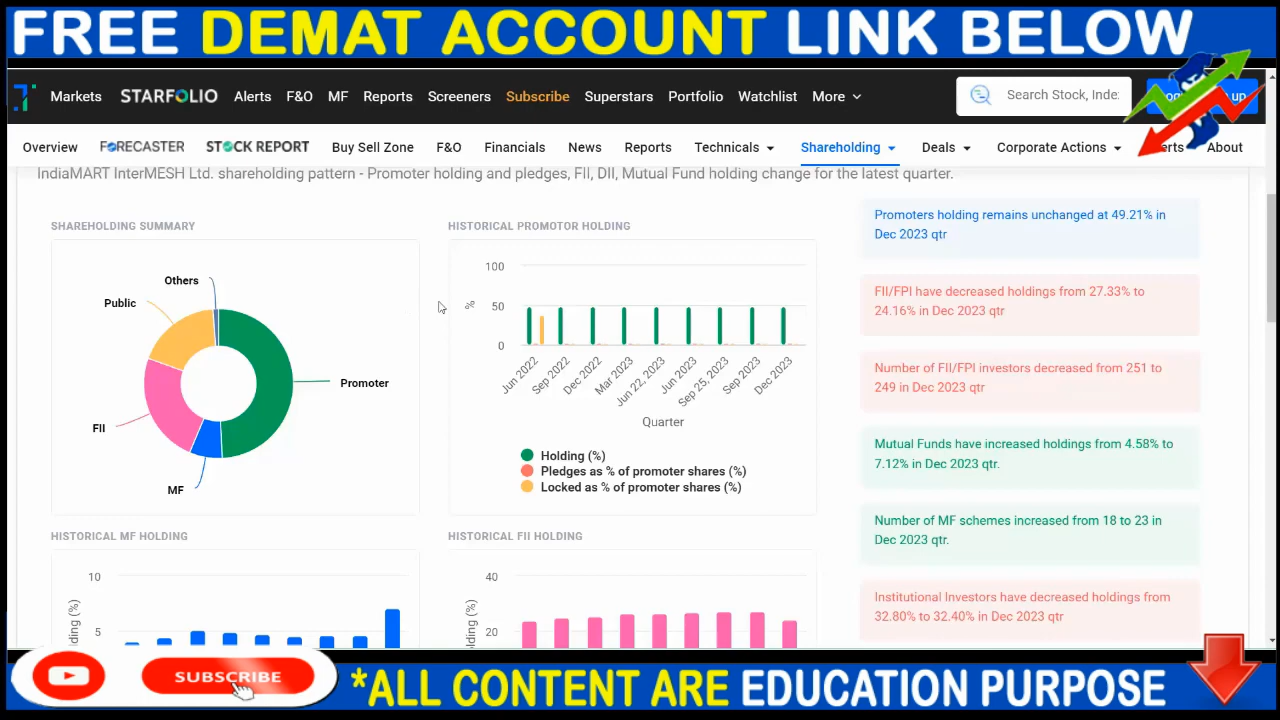 FREE DEMAT ACCOUNT LINK BELOW
Markets STARFOLIO Alerts F&O MF Reports Screeners Subscribe Superstars Portfolio Watchlist More Search Stock, Inde: up
Overview FORECASTER STOCK REPORT Buy Sell Zone F&O Financials News Reports Technicals Shareholding Deals Corporate Actions erts About
IndiaMART InterMESH Ltd. shareholding pattern - Promoter holding and pledges, FII, DII, Mutual Fund holding change for the latest quarter.
SHAREHOLDING SUMMARY
Others
Public
Promoter
FII
MF
HISTORICAL PROMOTOR HOLDING
100
50
0
%
Jun 2022 Sep 2022 Dec 2022 Mar 2023 Jun 22, 2023 Jun 2023 Sep 25, 2023 Sep 2023 Dec 2023
Quarter
Holding (%)
Pledges as % of promoter shares (%)
Locked as % of promoter shares (%)
Promoters holding remains unchanged at 49.21% in
Dec 2023 qtr
FII/FPI have decreased holdings from 27.33% to
24.16% in Dec 2023 qtr
Number of FII/FPI investors decreased from 251 to
249 in Dec 2023 qtr
Mutual Funds have increased holdings from 4.58% to
7.12% in Dec 2023 qtr.
Number of MF schemes increased from 18 to 23 in
Dec 2023 qtr.
Institutional Investors have decreased holdings from
32.80% to 32.40% in Dec 2023 qtr
HISTORICAL MF HOLDING
10
5
lding (%)
HISTORICAL FII HOLDING
40
20
olding (%)
SUBSCRIBE
*ALL CONTENT ARE EDUCATION PURPOSE